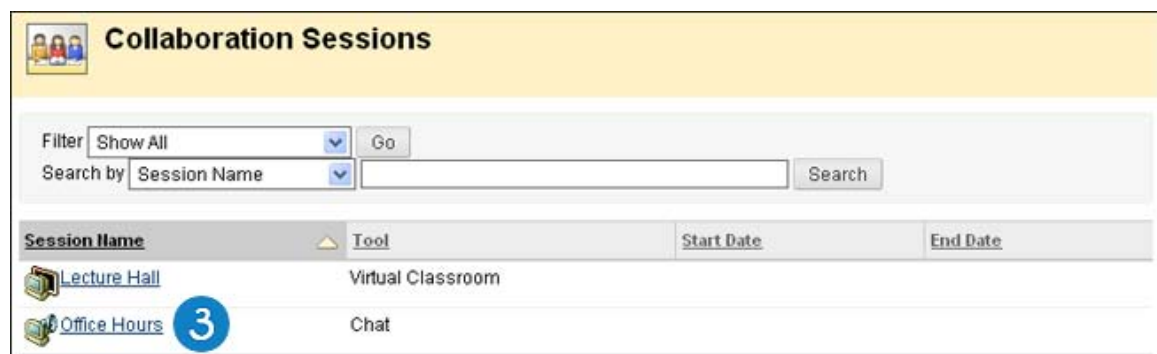 Collaboration Sessions
Filter Show All Go
Search by Session Name Search
Session Name Tool Start Date End Date
Lecture Hall Virtual Classroom
Office Hours 3 Chat